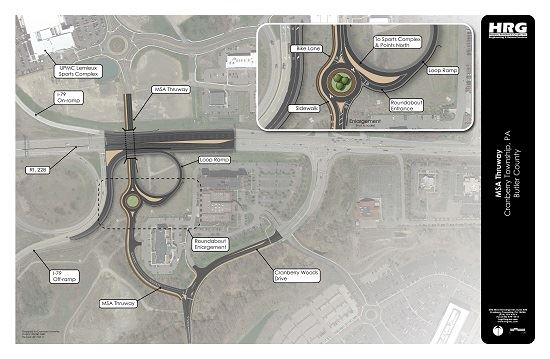 UPMC Lemieux
Sports Complex
I-79
On-ramp
MSA Thruway
Rt. 228
Loop Ramp
Roundabout
Enlargement
I-79
Off-ramp
MSA Thruway
Cranberry Woods
Drive
Bike Lane
To Sports Complex
& Points North
Loop Ramp
Sidewalk
Roundabout
Entrance
Enlargement
HRG
MSA Thruway
Cranberry Township, PA
Butler County